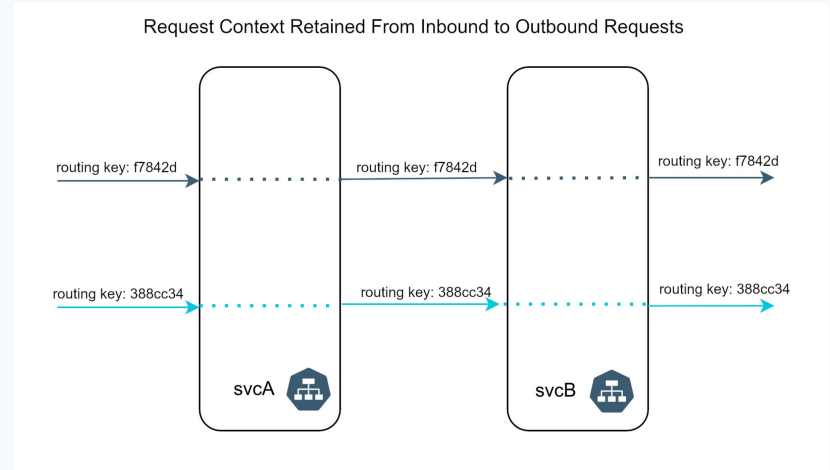 Request Context Retained From Inbound to Outbound Requests
routing key: f7842d
routing key: f7842d
routing key: f7842d
routing key: 388cc34
routing key: 388cc34
routing key: 388cc34
svcA
svcB